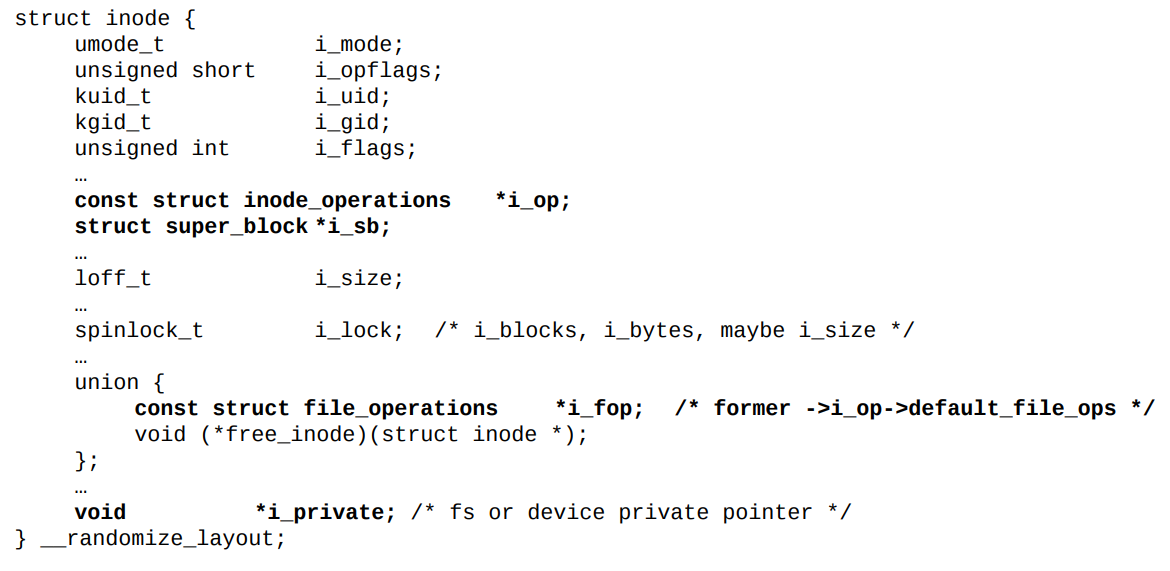 struct inode {
umode_t i_mode;
unsigned short i_opflags;
kuid_t i_uid;
kgid_t i_gid;
unsigned int i_flags;
…
const struct inode_operations *i_op;
struct super_block *i_sb;
…
loff_t i_size;
…
spinlock_t i_lock; /* i_blocks, i_bytes, maybe i_size */
…
union {
const struct file_operations *i_fop; /* former ->i_op->default_file_ops */
void (*free_inode)(struct inode *);
};
…
void *i_private; /* fs or device private pointer */
} __randomize_layout;